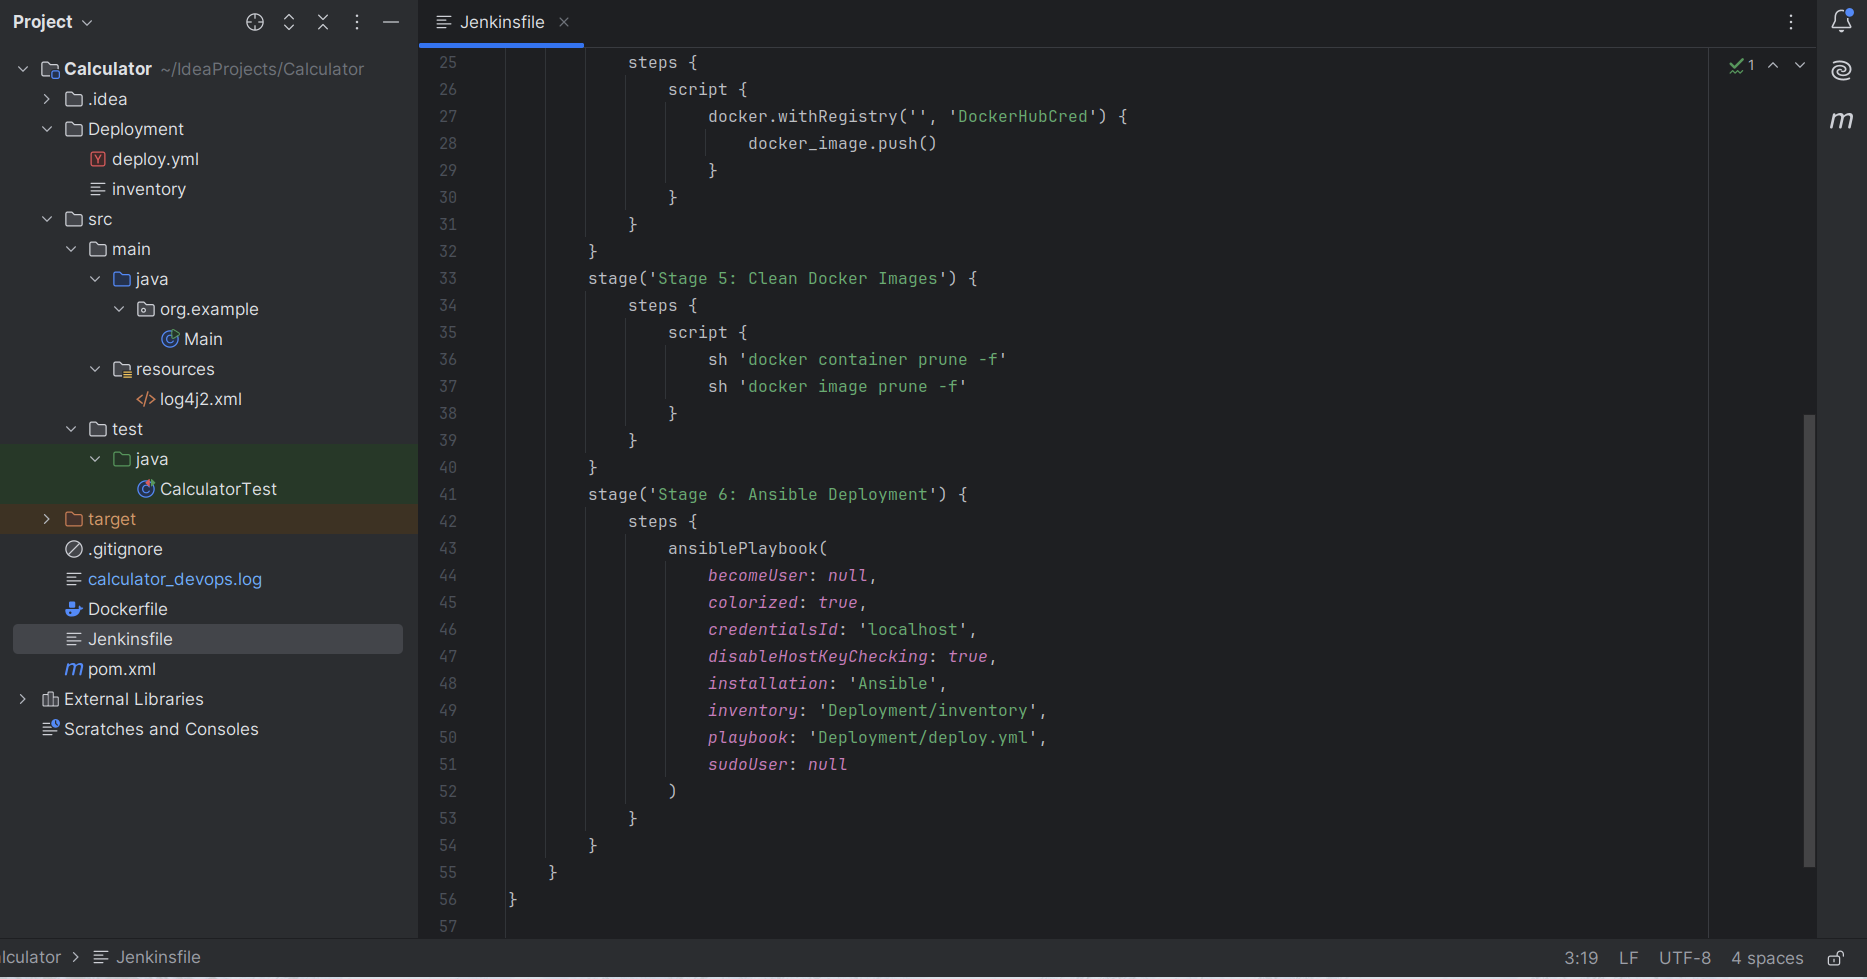 Project
Calculator ~/IdeaProjects/Calculator
.idea
Deployment
deploy.yml
inventory
src
main
java
org.example
Main
resources
log4j2.xml
test
java
CalculatorTest
target
.gitignore
calculator_devops.log
Dockerfile
Jenkinsfile
pom.xml
External Libraries
Scratches and Consoles
Jenkinsfile
25 steps {
26 script {
27 docker.withRegistry('', 'DockerHubCred') {
28 docker_image.push()
29 }
30 }
31 }
32 }
33 stage('Stage 5: Clean Docker Images') {
34 steps {
35 script {
36 sh 'docker container prune -f'
37 sh 'docker image prune -f'
38 }
39 }
40 }
41 stage('Stage 6: Ansible Deployment') {
42 steps {
43 ansiblePlaybook(
44 becomeUser: null,
45 colorized: true,
46 credentialsId: 'localhost',
47 disableHostKeyChecking: true,
48 installation: 'Ansible',
49 inventory: 'Deployment/inventory',
50 playbook: 'Deployment/deploy.yml',
51 sudoUser: null
52 )
53 }
54 }
55 }
56 }
57
1
m
lculator > Jenkinsfile
3:19 LF UTF-8 4 spaces